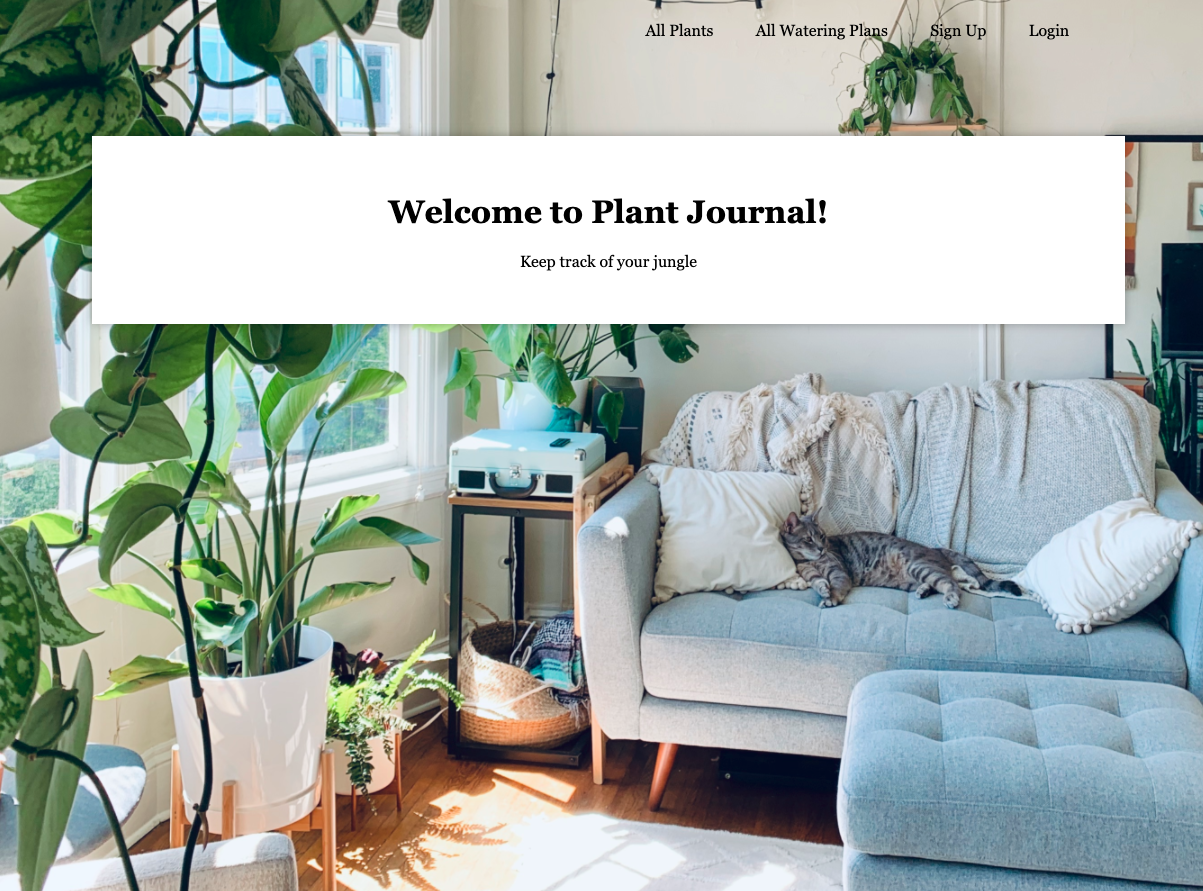 All Plants All Watering Plans Sign Up Login
Welcome to Plant Journal!
Keep track of your jungle